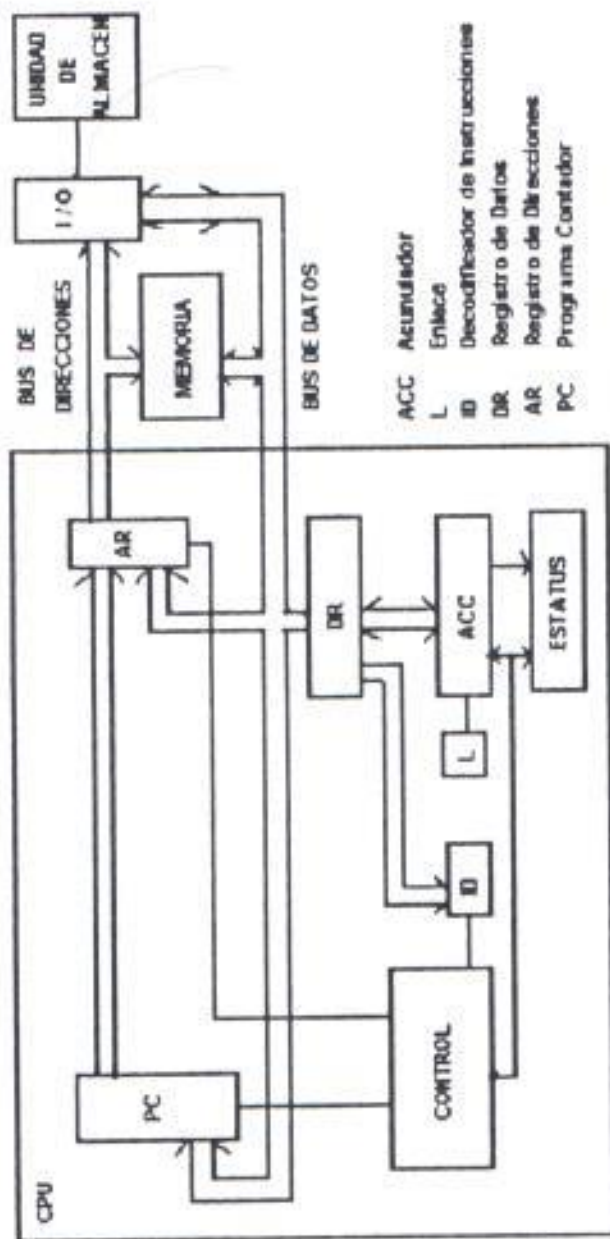 CPU
PC
AR
BUS DE
DIRECCIONES
I/O
UNIDAD
DE
ALMACEN
MEMORIA
BUS DE DATOS
CONTROL
ID
L
DR
ACC
ESTATUS
ACC Acumulador
L Enlace
ID Decodificador de Instrucciones
DR Registro de Datos
AR Registro de Direcciones
PC Programa Contador